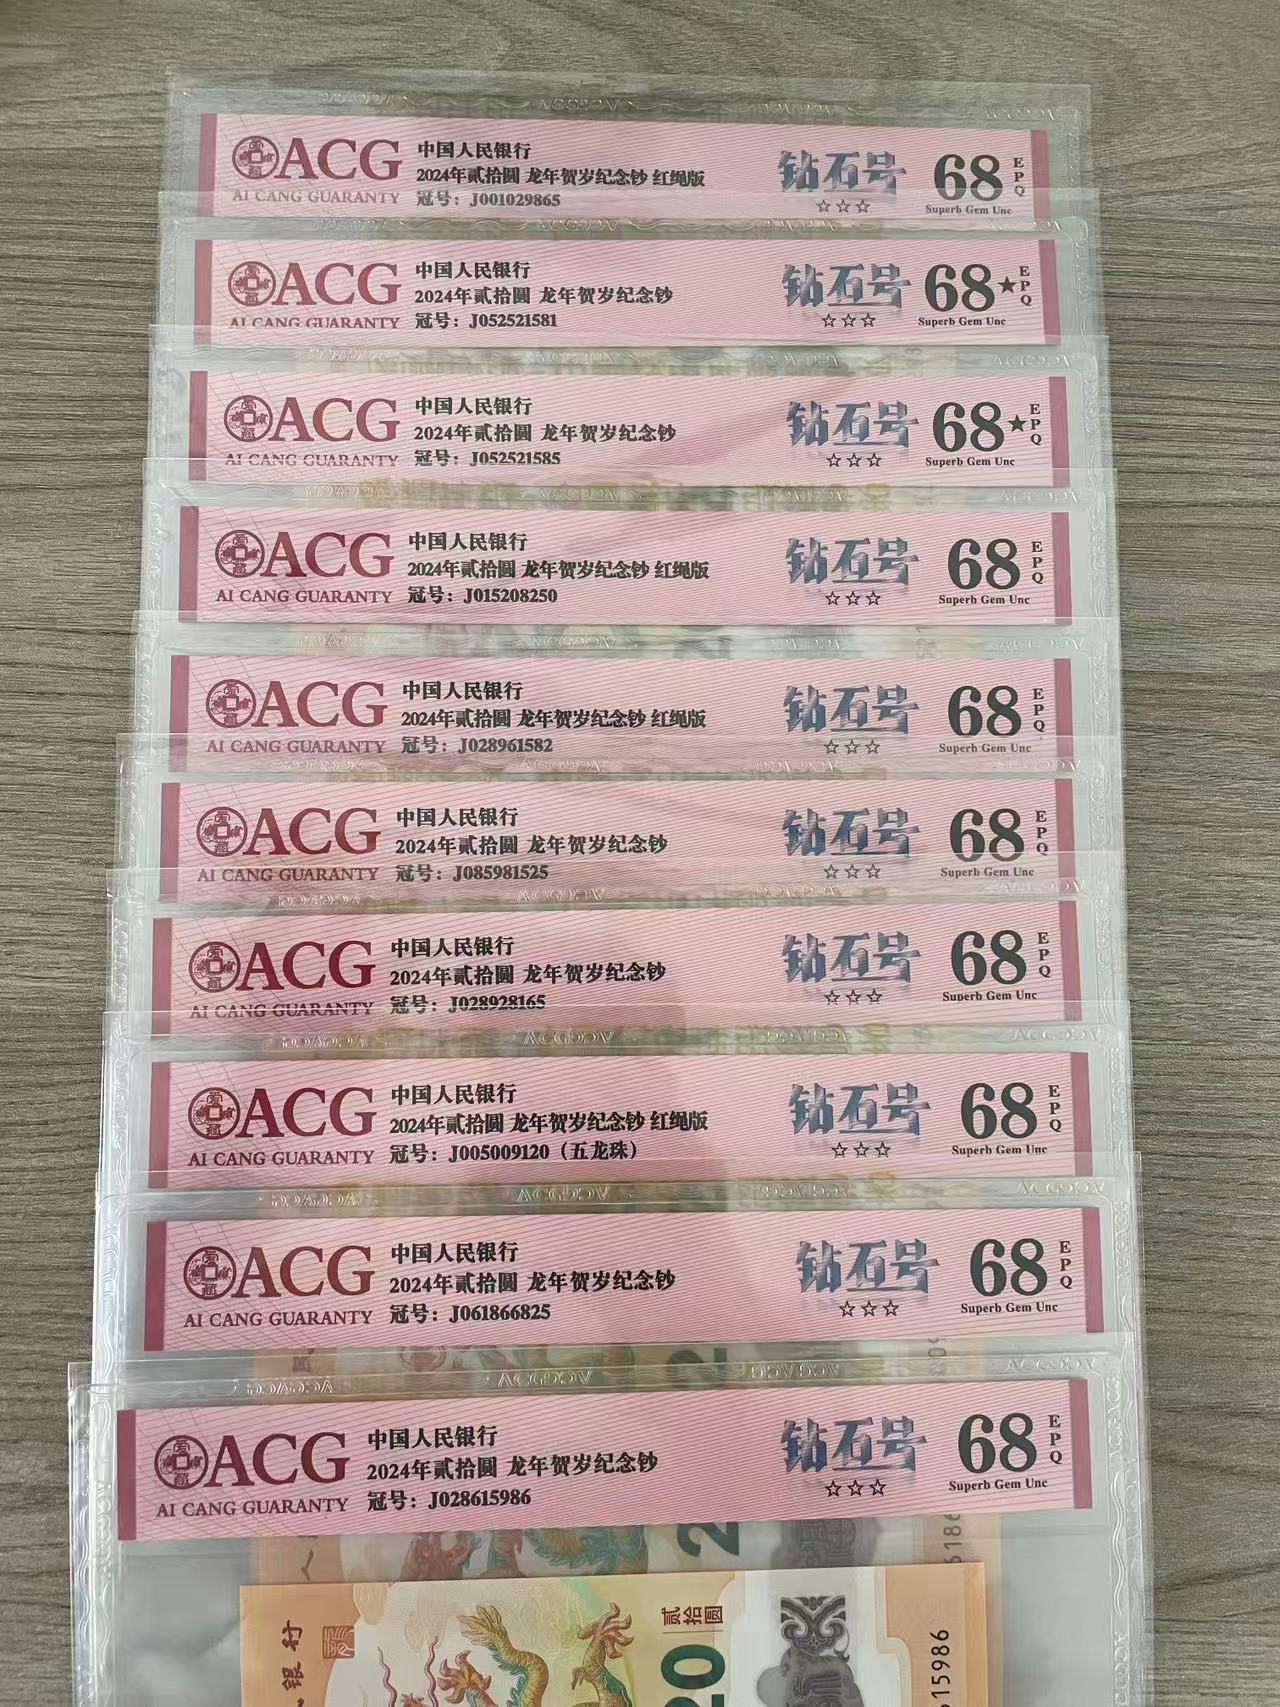 ACG
AI CANG GUARANTY
中国人民银行
2024年贰拾圆 龙年贺岁纪念钞 红绳版
冠号：J001029865
钻石号
☆☆☆
68
EPQ
Superb Gem Unc
ACG
AI CANG GUARANTY
中国人民银行
2024年贰拾圆 龙年贺岁纪念钞
冠号：J052521581
钻石号
☆☆☆
68★
EPQ
Superb Gem Unc
ACG
AI CANG GUARANTY
中国人民银行
2024年贰拾圆 龙年贺岁纪念钞
冠号：J052521585
钻石号
☆☆☆
68★
EPQ
Superb Gem Unc
ACG
AI CANG GUARANTY
中国人民银行
2024年贰拾圆 龙年贺岁纪念钞 红绳版
冠号：J015208250
钻石号
☆☆☆
68
EPQ
Superb Gem Unc
ACG
AI CANG GUARANTY
中国人民银行
2024年贰拾圆 龙年贺岁纪念钞 红绳版
冠号：J028961582
钻石号
☆☆☆
68
EPQ
Superb Gem Unc
ACG
AI CANG GUARANTY
中国人民银行
2024年贰拾圆 龙年贺岁纪念钞
冠号：J085981525
钻石号
☆☆☆
68
EPQ
Superb Gem Unc
ACG
AI CANG GUARANTY
中国人民银行
2024年贰拾圆 龙年贺岁纪念钞
冠号：J028928165
钻石号
☆☆☆
68
EPQ
Superb Gem Unc
ACG
AI CANG GUARANTY
中国人民银行
2024年贰拾圆 龙年贺岁纪念钞 红绳版
冠号：J005009120（五龙珠）
钻石号
☆☆☆
68
EPQ
Superb Gem Unc
ACG
AI CANG GUARANTY
中国人民银行
2024年贰拾圆 龙年贺岁纪念钞
冠号：J061866825
钻石号
☆☆☆
68
EPQ
Superb Gem Unc
ACG
AI CANG GUARANTY
中国人民银行
2024年贰拾圆 龙年贺岁纪念钞
冠号：J028615986
钻石号
☆☆☆
68
EPQ
Superb Gem Unc
银行
贰拾圆
20
615986